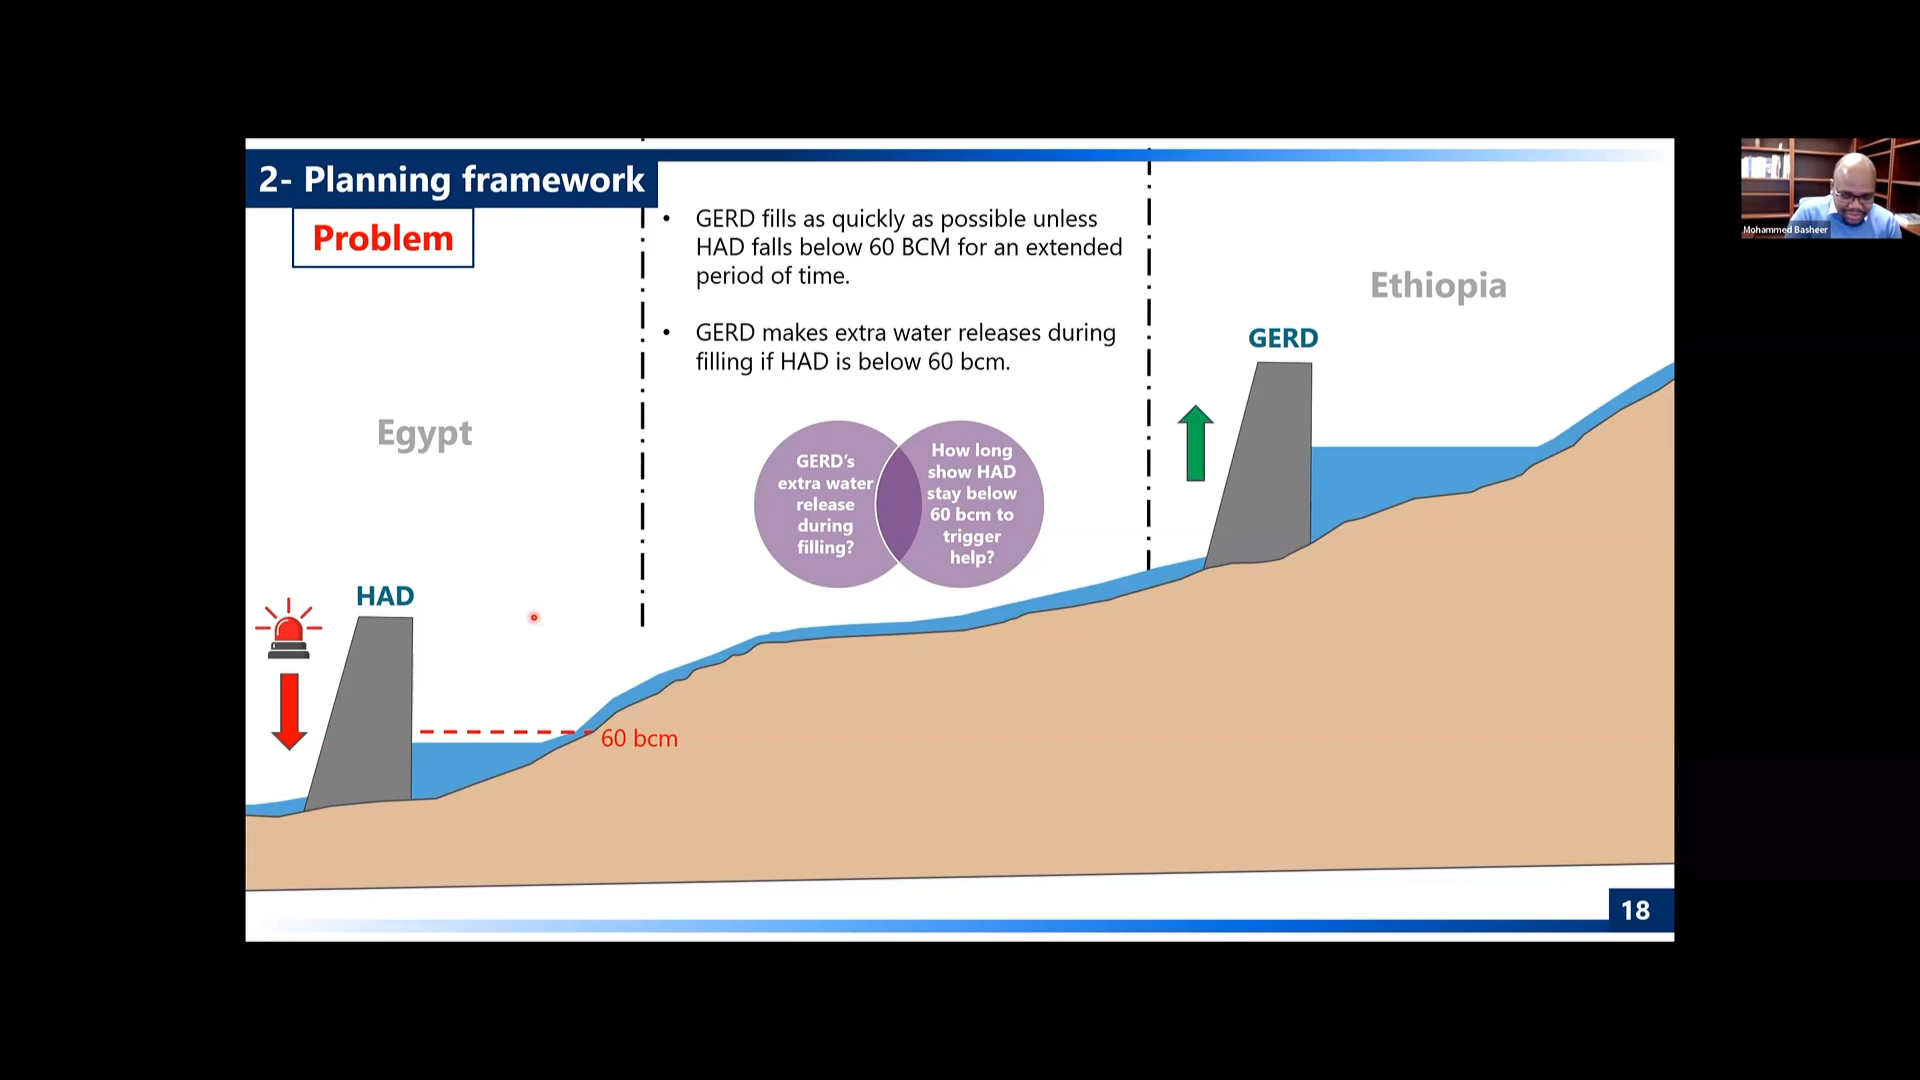 2- Planning framework
Problem
• GERD fills as quickly as possible unless
HAD falls below 60 BCM for an extended
period of time.
• GERD makes extra water releases during
filling if HAD is below 60 bcm.
Ethiopia
GERD
Egypt
GERD's
extra water
release
during
filling?
How long
show HAD
stay below
60 bcm to
trigger
help?
HAD
60 bcm
18
Mohammed Basheer